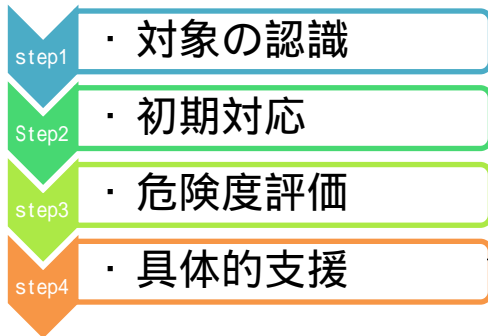 step1
・対象の認識
Step2
・初期対応
step3
・危険度評価
step4
・具体的支援